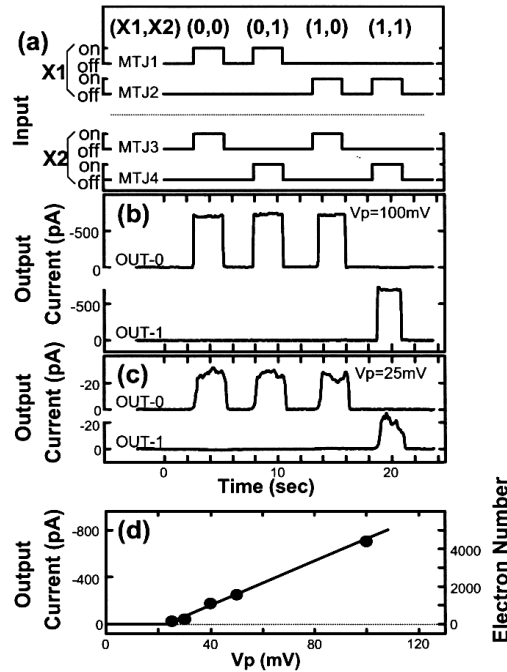 (a)
(X1,X2) (0,0) (0,1) (1,0) (1,1)
Input
X1
on
off
MTJ1
on
off
MTJ2
X2
on
off
MTJ3
on
off
MTJ4
(b)
Vp=100mV
Output
Current (pA)
-500
0
OUT-0
-500
0
OUT-1
(c)
Vp=25mV
Output
Current (pA)
-20
0
OUT-0
-20
0
OUT-1
0 10 20
Time (sec)
(d)
Output
Current (pA)
-800
-400
0
Electron Number
4000
2000
0
0 40 80 120
Vp (mV)